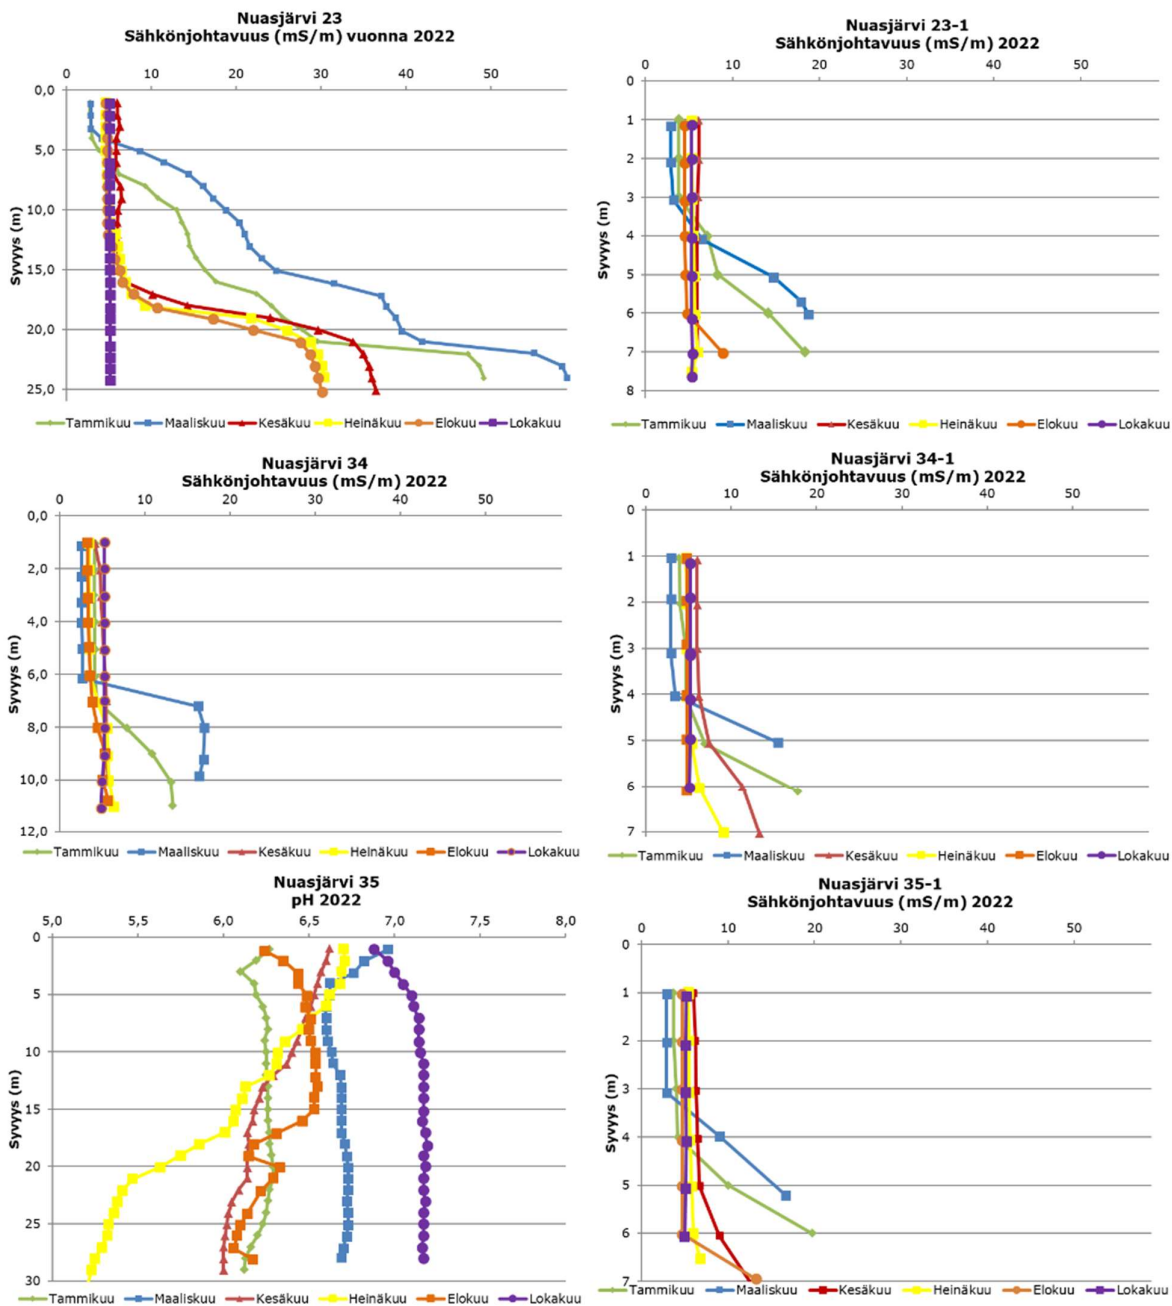 Nuasjärvi 23
Sähkönjohtavuus (mS/m) vuonna 2022
0 10 20 30 40 50
0,0
5,0
10,0
15,0
20,0
25,0
Syvyys (m)
Tammikuu Maaliskuu Kesäkuu Heinäkuu Elokuu Lokakuu
Nuasjärvi 23-1
Sähkönjohtavuus (mS/m) 2022
0 10 20 30 40 50
0
1
2
3
4
5
6
7
8
Syvyys (m)
Tammikuu Maaliskuu Kesäkuu Heinäkuu Elokuu Lokakuu
Nuasjärvi 34
Sähkönjohtavuus (mS/m) 2022
0 10 20 30 40 50
0,0
2,0
4,0
6,0
8,0
10,0
12,0
Syvyys (m)
Tammikuu Maaliskuu Kesäkuu Heinäkuu Elokuu Lokakuu
Nuasjärvi 34-1
Sähkönjohtavuus (mS/m) 2022
0 10 20 30 40 50
0
1
2
3
4
5
6
7
Syvyys (m)
Tammikuu Maaliskuu Kesäkuu Heinäkuu Elokuu Lokakuu
Nuasjärvi 35
pH 2022
5,0 5,5 6,0 6,5 7,0 7,5 8,0
0
5
10
15
20
25
30
Syvyys (m)
Tammikuu Maaliskuu Kesäkuu Heinäkuu Elokuu Lokakuu
Nuasjärvi 35-1
Sähkönjohtavuus (mS/m) 2022
0 10 20 30 40 50
0
1
2
3
4
5
6
7
Syvyys (m)
Tammikuu Maaliskuu Kesäkuu Heinäkuu Elokuu Lokakuu